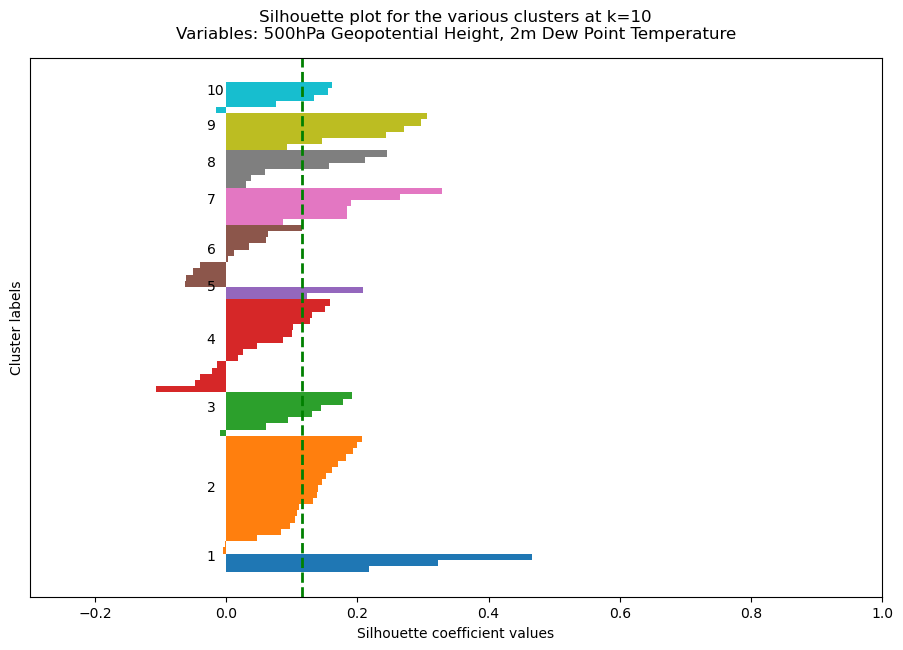 Silhouette plot for the various clusters at k=10
Variables: 500hPa Geopotential Height, 2m Dew Point Temperature
Cluster labels
10
9
8
7
6
5
4
3
2
1
−0.2 0.0 0.2 0.4 0.6 0.8 1.0
Silhouette coefficient values